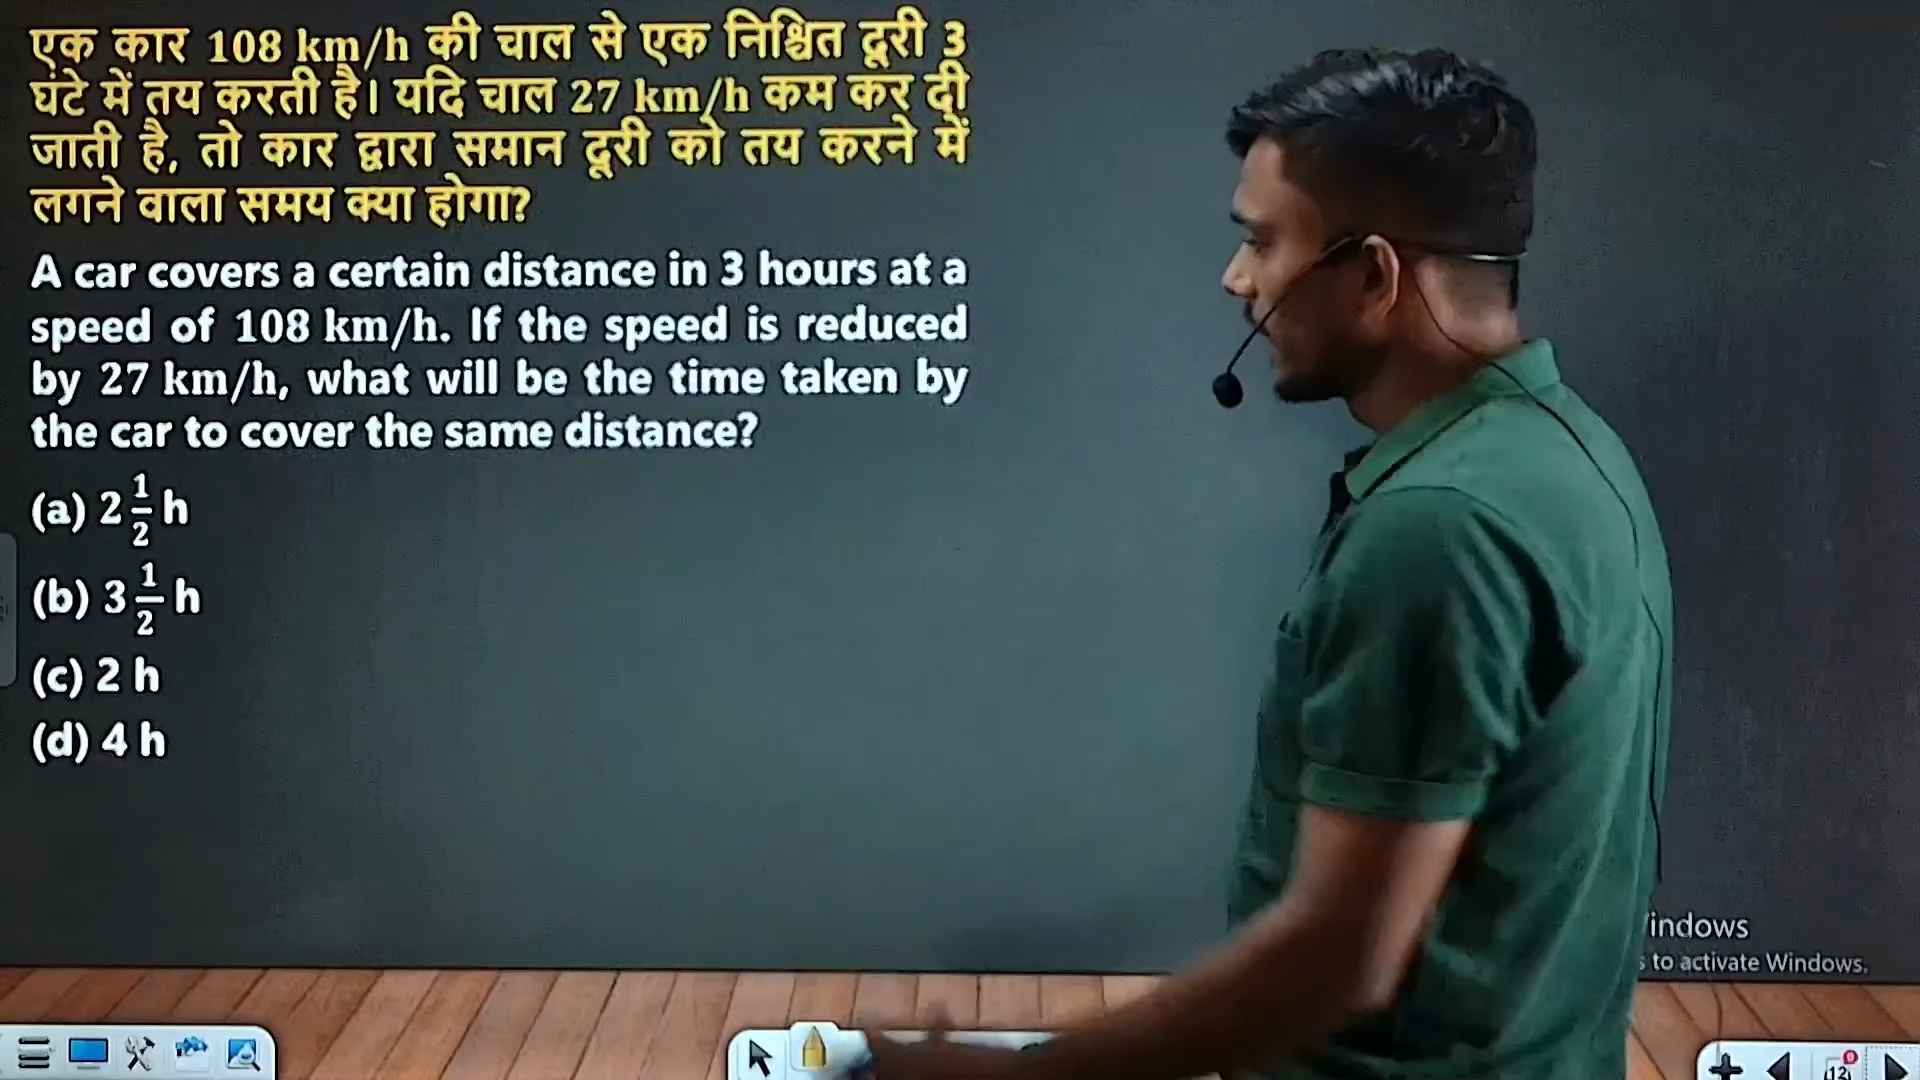 एक कार 108 km/h की चाल से एक निश्चित दूरी 3
घंटे में तय करती है। यदि चाल 27 km/h कम कर दी
जाती है, तो कार द्वारा समान दूरी को तय करने में
लगने वाला समय क्या होगा?
A car covers a certain distance in 3 hours at a
speed of 108 km/h. If the speed is reduced
by 27 km/h, what will be the time taken by
the car to cover the same distance?
(a) 2 1/2 h
(b) 3 1/2 h
(c) 2 h
(d) 4 h
indows
s to activate Windows.
12